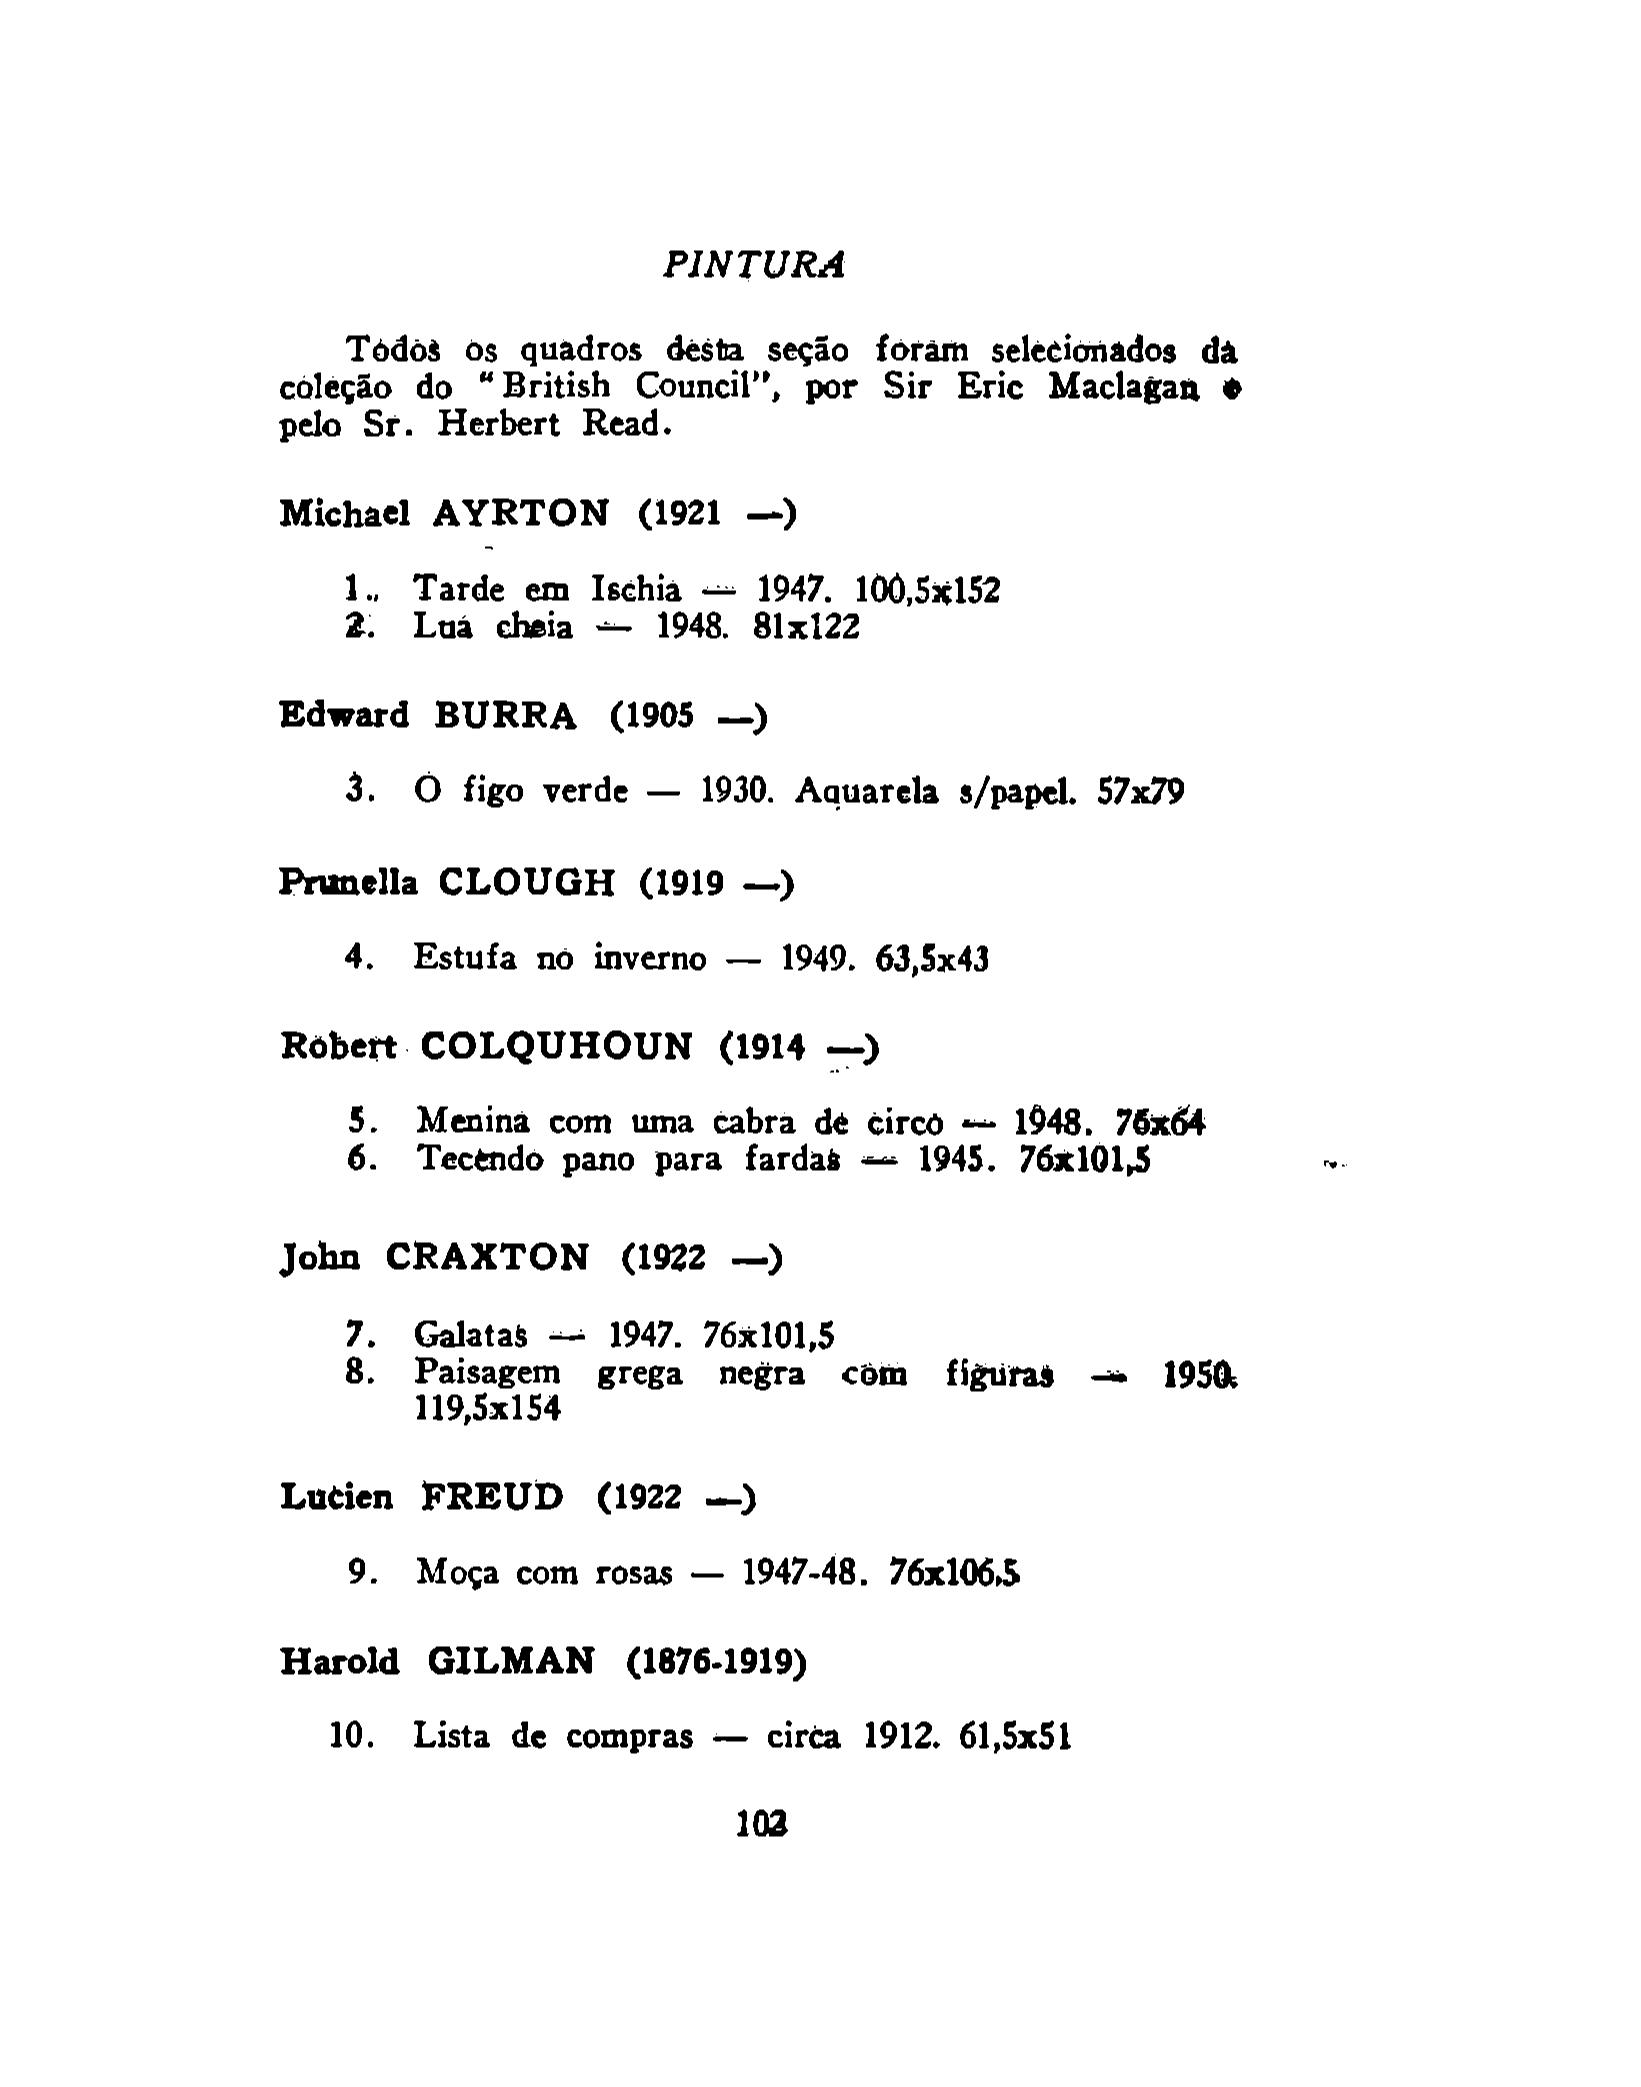 PINTURA
Todos os quadros desta seção foram selecionados da
coleção do "British Council", por Sir Eric Maclagan e
pelo Sr. Herbert Read.
Michael AYRTON (1921 —)
1. Tarde em Ischia — 1947. 100,5x152
2. Lua cheia — 1948. 81x122
Edward BURRA (1905 —)
3. O figo verde — 1930. Aquarela s/papel. 57x79
Prunella CLOUGH (1919 —)
4. Estufa no inverno — 1949. 63,5x43
Robert COLQUHOUN (1914 —)
5. Menina com uma cabra de circo — 1948. 76x64
6. Tecendo pano para fardas — 1945. 76x101,5
John CRAXTON (1922 —)
7. Galatas — 1947. 76x101,5
8. Paisagem grega negra com figuras — 1950.
119,5x154
Lucien FREUD (1922 —)
9. Moça com rosas — 1947-48. 76x106,5
Harold GILMAN (1876-1919)
10. Lista de compras — circa 1912. 61,5x51